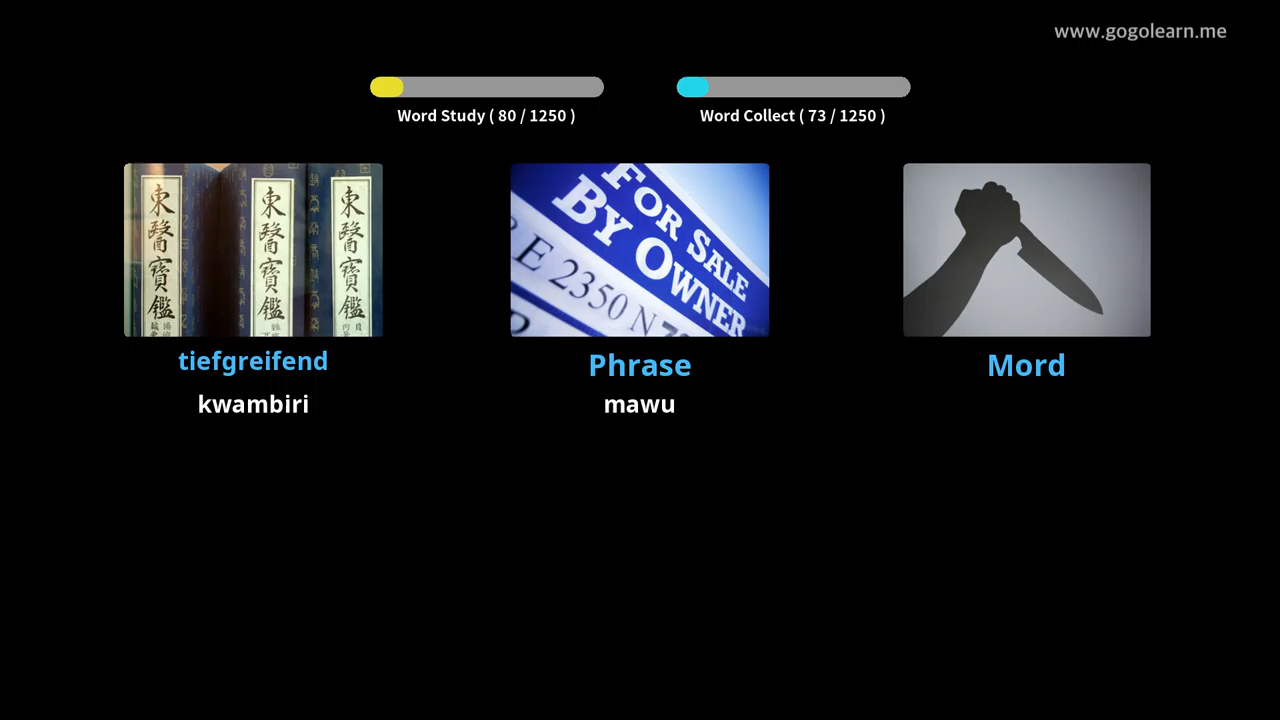 www.gogolearn.me
Word Study ( 80 / 1250 )
Word Collect ( 73 / 1250 )
東醫寶鑑
東醫寶鑑
東醫寶鑑
FOR SALE
BY OWNER
E 2350 N
tiefgreifend
Phrase
Mord
kwambiri
mawu